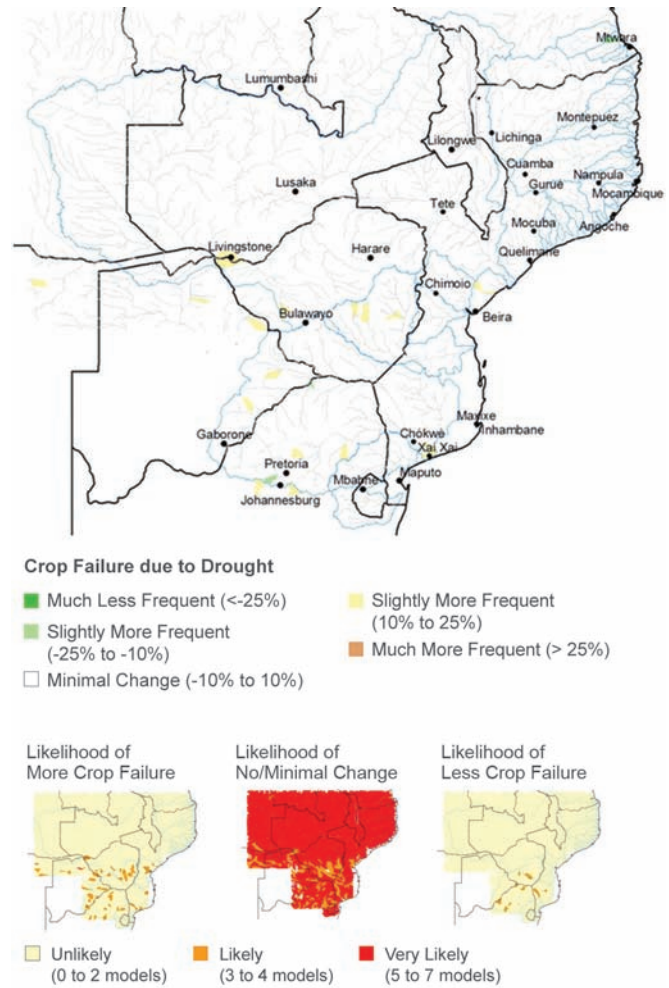 Mtwara
Lumumbashi
Montepuez
Lilongwe
Lichinga
Cuamba
Lusaka
Nampula
Gurue
Mocambique
Tete
Mocuba
Angoche
Livingstone
Harare
Quelimane
Chimoio
Bulawayo
Beira
Maxixe
Gaborone
Chokwe
Inhambane
Xai Xai
Pretoria
Mbabne
Maputo
Johannesburg
Crop Failure due to Drought
Much Less Frequent (<-25%)
Slightly More Frequent
(-25% to -10%)
Minimal Change (-10% to 10%)
Slightly More Frequent
(10% to 25%)
Much More Frequent (> 25%)
Likelihood of
More Crop Failure
Likelihood of
No/Minimal Change
Likelihood of
Less Crop Failure
Unlikely
(0 to 2 models)
Likely
(3 to 4 models)
Very Likely
(5 to 7 models)